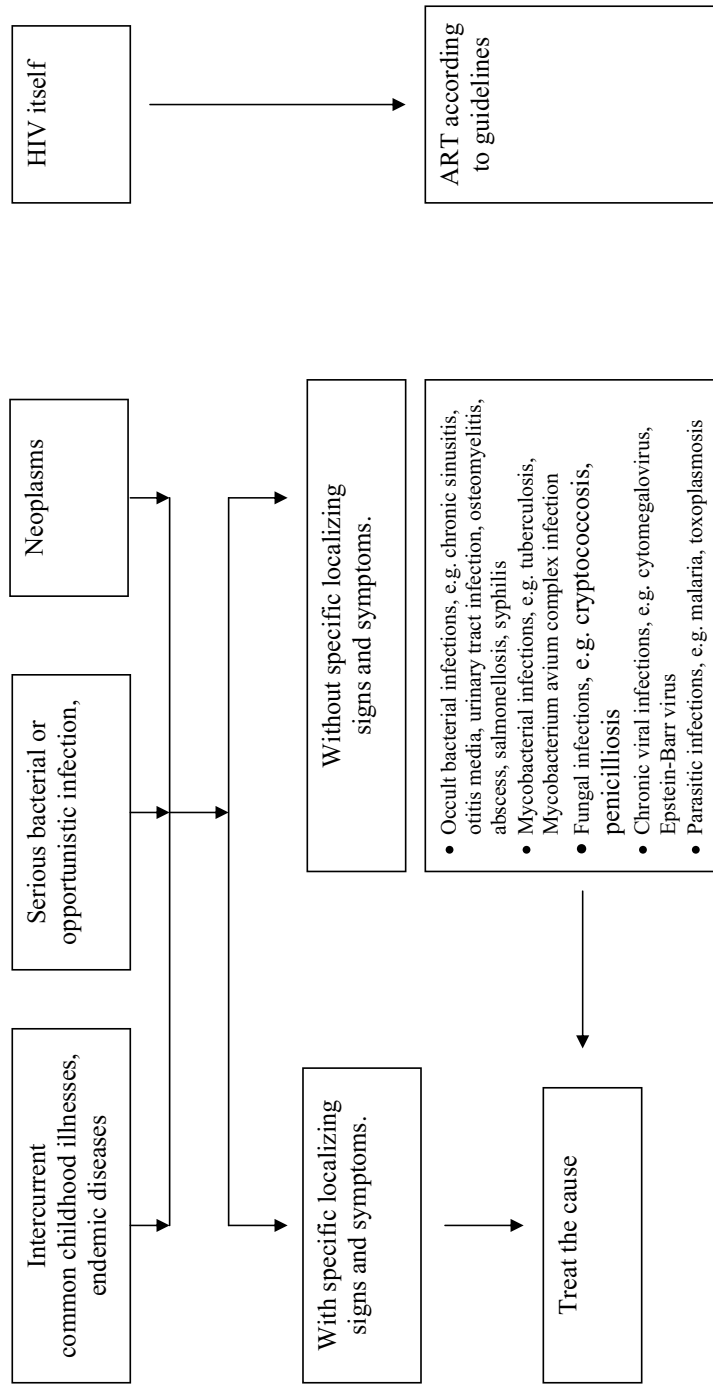 Intercurrent
common childhood illnesses,
endemic diseases
Serious bacterial or
opportunistic infection,
Neoplasms
HIV itself
With specific localizing
signs and symptoms.
Without specific localizing
signs and symptoms.
• Occult bacterial infections, e.g. chronic sinusitis,
otitis media, urinary tract infection, osteomyelitis,
abscess, salmonellosis, syphilis
• Mycobacterial infections, e.g. tuberculosis,
Mycobacterium avium complex infection
• Fungal infections, e.g. cryptococcosis,
penicilliosis
• Chronic viral infections, e.g. cytomegalovirus,
Epstein-Barr virus
• Parasitic infections, e.g. malaria, toxoplasmosis
Treat the cause
ART according
to guidelines